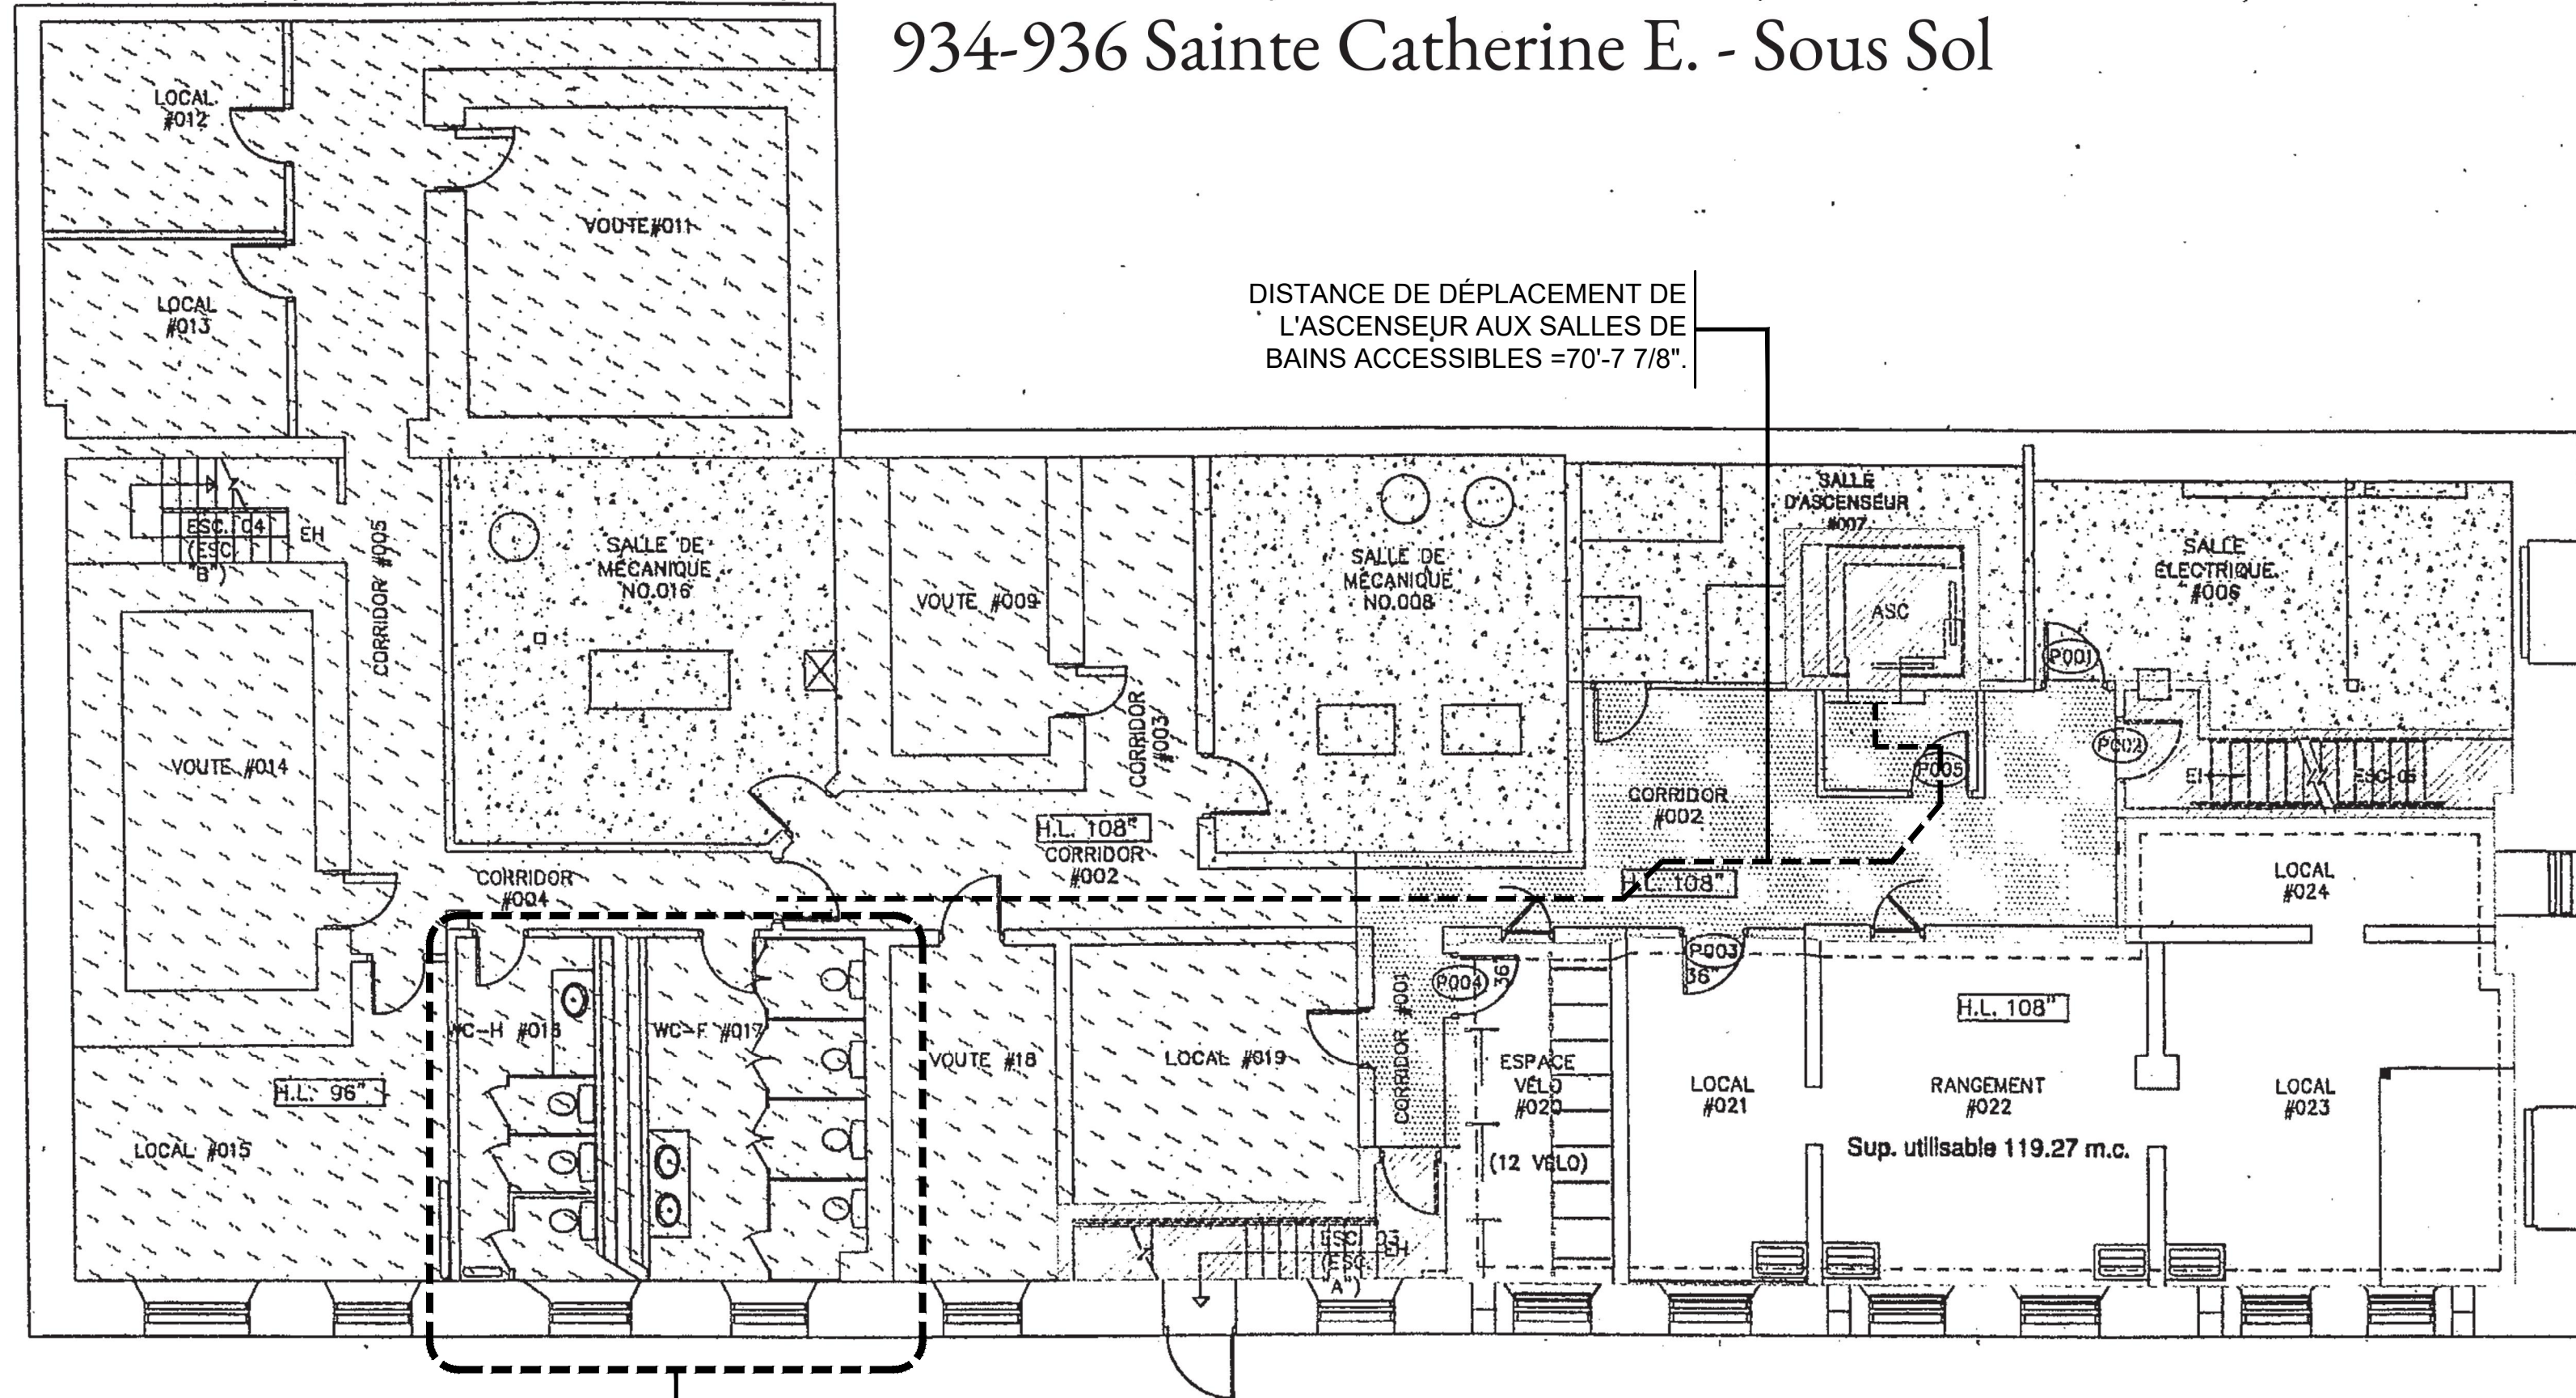 934-936 Sainte Catherine E. - Sous Sol
LOCAL
#012
VOUTE#011
LOCAL
#013
DISTANCE DE DÉPLACEMENT DE
L'ASCENSEUR AUX SALLES DE
BAINS ACCESSIBLES =70'-7 7/8".
ESC. 04
(ESC.
"B")
EH
CORRIDOR #005
SALLE DE
MÉCANIQUE
NO.016
VOUTE #009
CORRIDOR
#003
SALLE DE
MÉCANIQUE
NO.008
SALLE
D'ASCENSEUR
#007
ASC
SALLE
ÉLECTRIQUE
#006
P001
P002
P005
EI
ESC-05
VOUTE #014
CORRIDOR
#002
H.L. 108"
CORRIDOR
#002
H.L. 108"
CORRIDOR
#004
LOCAL
#024
P003
36"
P004
36"
CORRIDOR #001
H.L. 108"
WC-H #016
WC-F #017
VOUTE #18
LOCAL #019
ESPACE
VÉLO
#020
(12 VÉLO)
LOCAL
#021
RANGEMENT
#022
LOCAL
#023
Sup. utilisable 119.27 m.c.
H.L. 96"
LOCAL #015
ESC. 03
(ESC.
"A")
EH